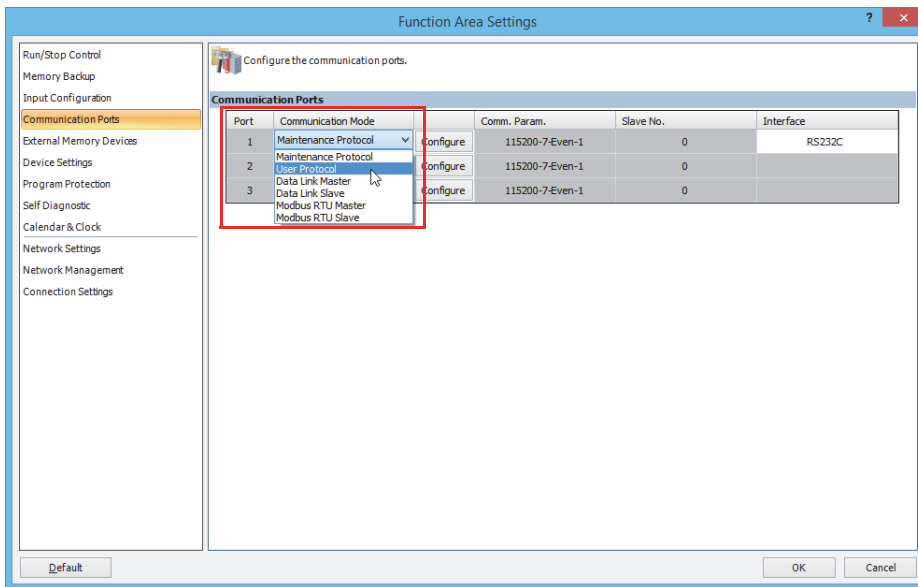 Function Area Settings
?
Run/Stop Control
Memory Backup
Input Configuration
Communication Ports
External Memory Devices
Device Settings
Program Protection
Self Diagnostic
Calendar & Clock
Network Settings
Network Management
Connection Settings
Configure the communication ports.
Communication Ports
Port Communication Mode Comm. Param. Slave No. Interface
1 Maintenance Protocol Configure 115200-7-Even-1 0 RS232C
2 Configure 115200-7-Even-1 0
3 Configure 115200-7-Even-1 0
Maintenance Protocol
User Protocol
Data Link Master
Data Link Slave
Modbus RTU Master
Modbus RTU Slave
Default
OK
Cancel